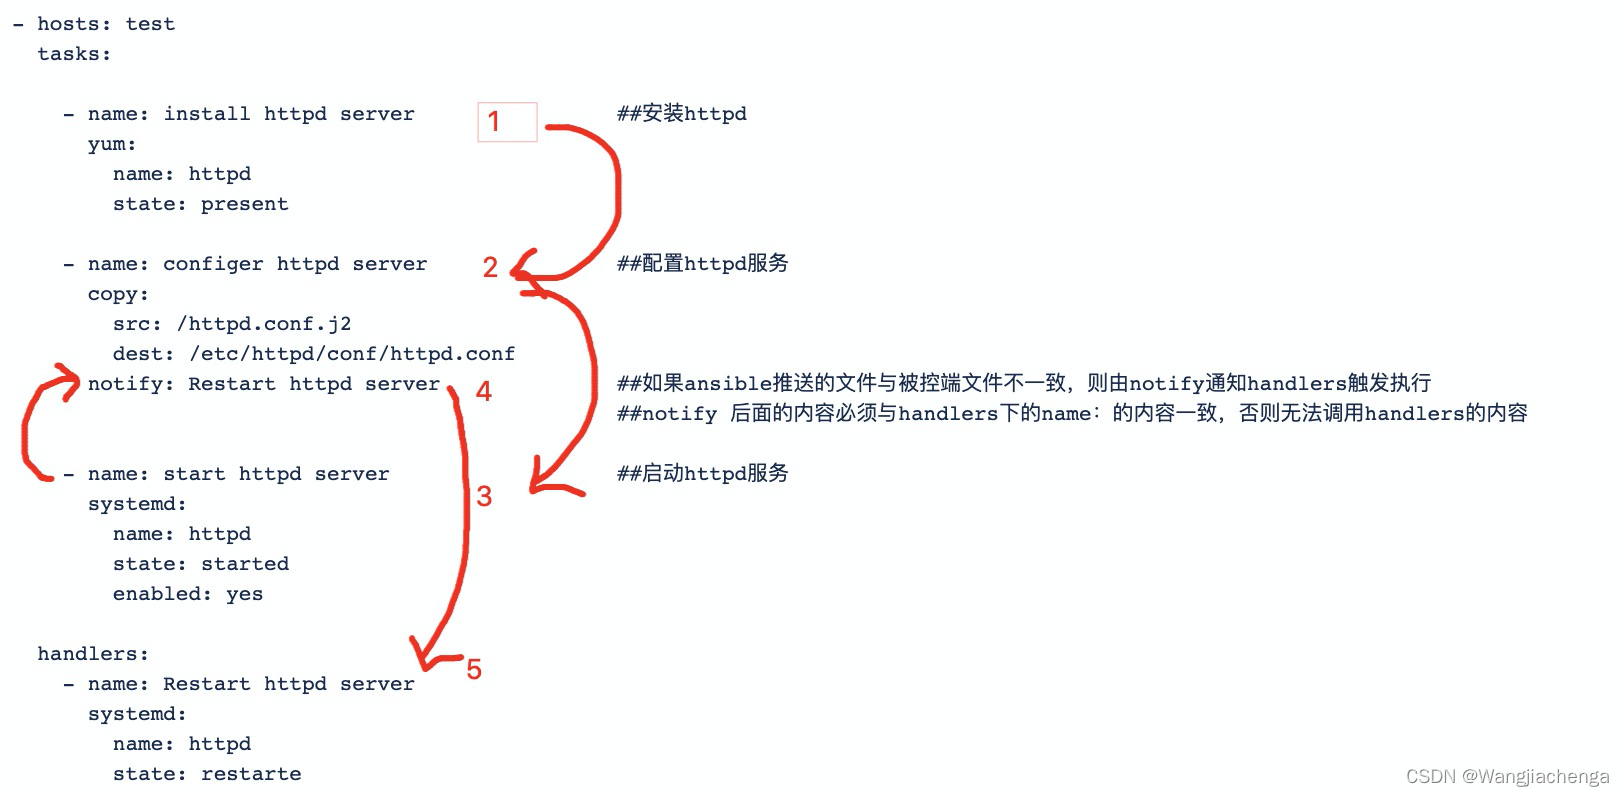 - hosts: test
tasks:
- name: install httpd server 1 ##安装httpd
yum:
name: httpd
state: present
- name: configer httpd server 2 ##配置httpd服务
copy:
src: /httpd.conf.j2
dest: /etc/httpd/conf/httpd.conf
notify: Restart httpd server 4 ##如果ansible推送的文件与被控端文件不一致，则由notify通知handlers触发执行
##notify 后面的内容必须与handlers下的name：的内容一致，否则无法调用handlers的内容
- name: start httpd server ##启动httpd服务
3
systemd:
name: httpd
state: started
enabled: yes
handlers:
5
- name: Restart httpd server
systemd:
name: httpd
state: restarte
CSDN @Wangjiachenga